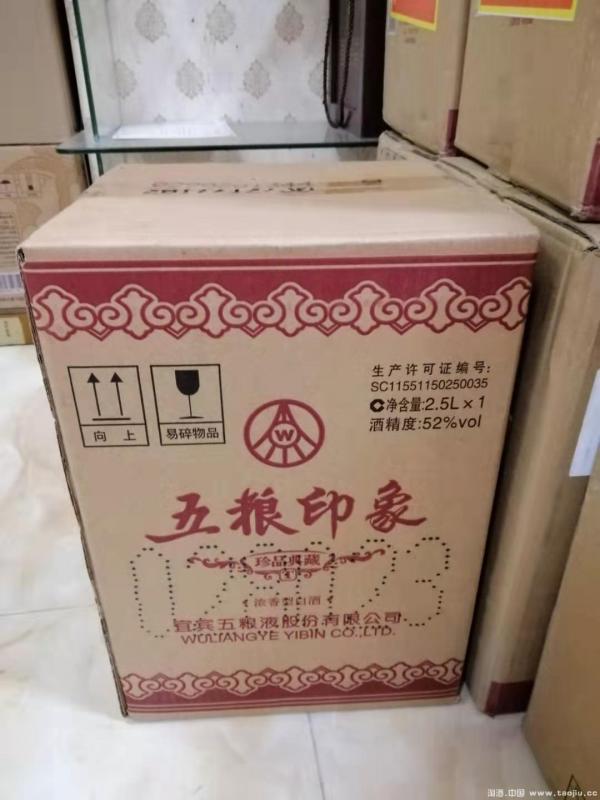 生产许可证编号:
SC11551150250035
净含量:2.5L×1
酒精度:52%vol
向 上
易碎物品
W
五粮印象
珍品典藏
浓香型白酒
宜宾五粮液股份有限公司
WULIANGYE YIBIN CO.,LTD.
淘酒.中国 www.taojiu.cc